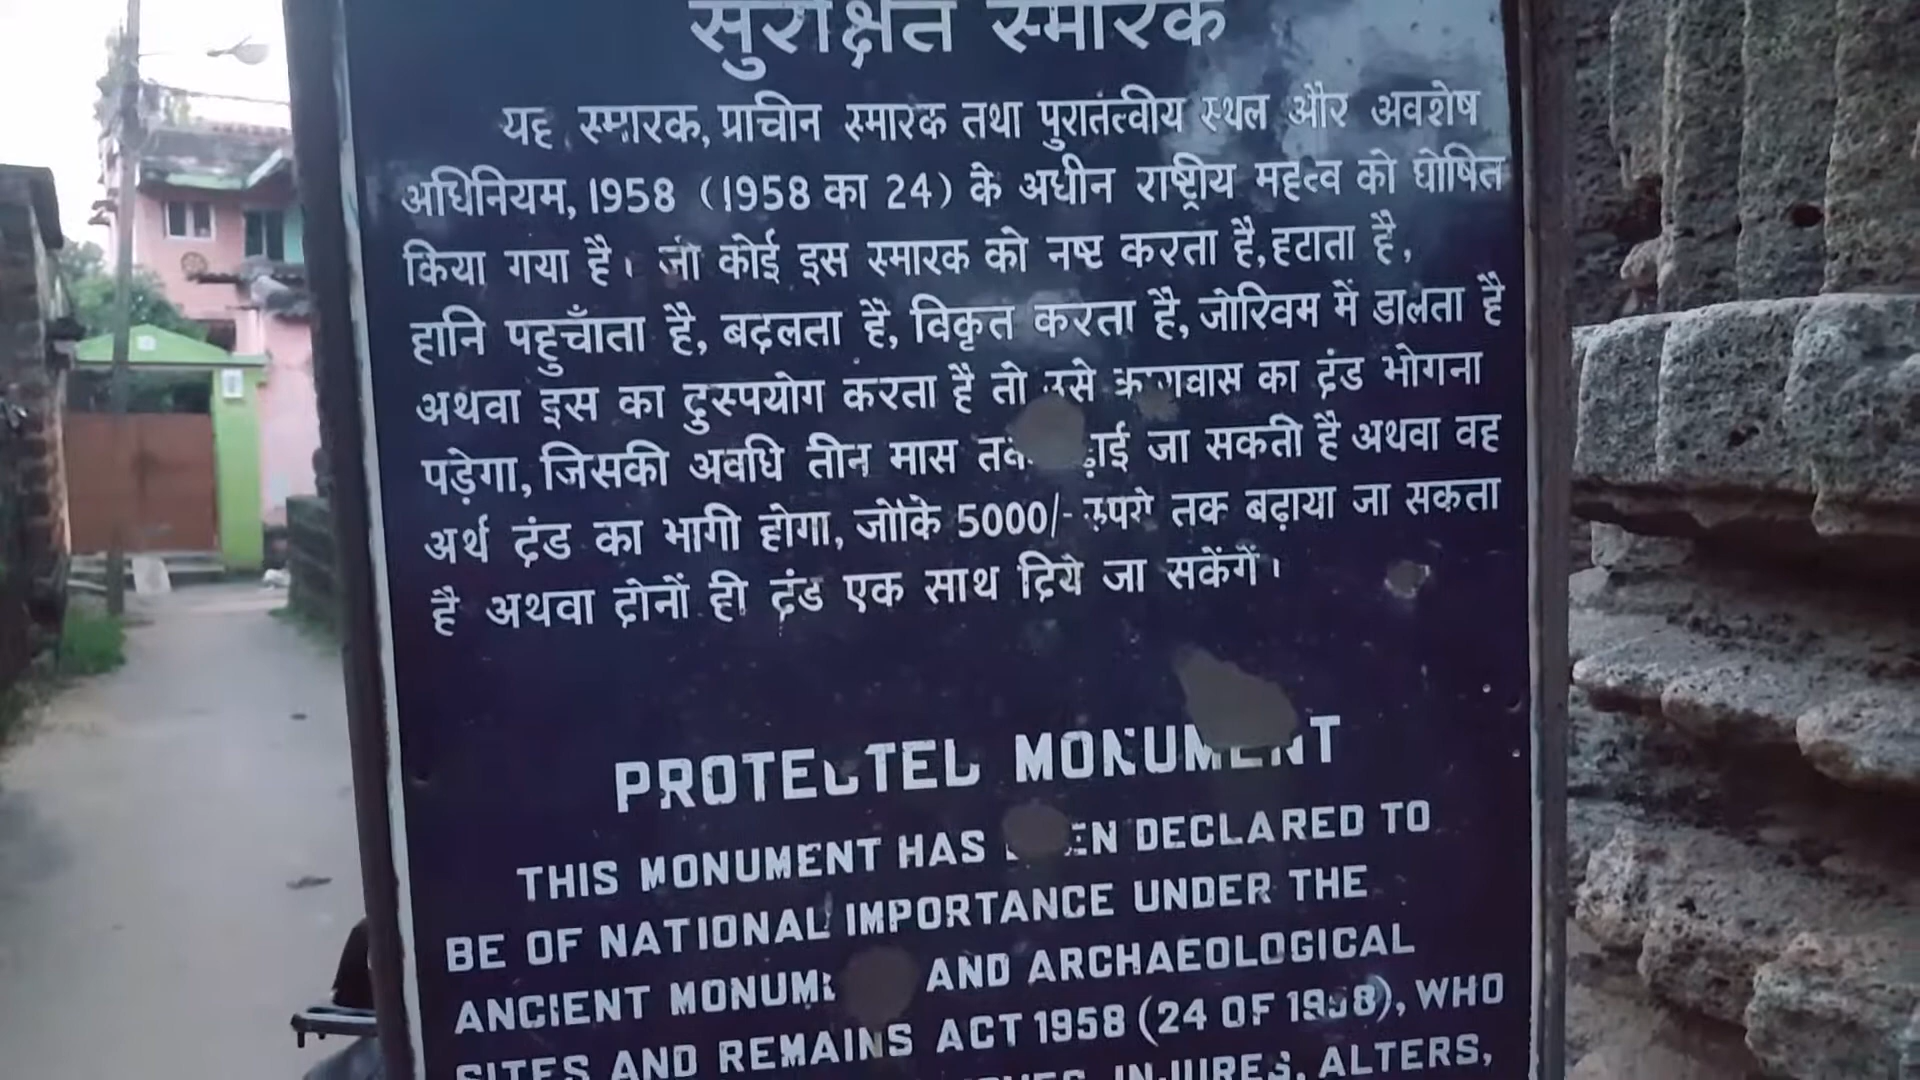 सुरक्षित स्मारक
यह स्मारक, प्राचीन स्मारक तथा पुरातंत्वीय स्थल और अवशेष
अधिनियम, 1958 (1958 का 24) के अधीन राष्ट्रीय महत्व को घोषित
किया गया है। जो कोई इस स्मारक को नष्ट करता है, हटाता है,
हानि पहुचाँता है, बदलता है, विकृत करता है, जोखिम में डालता है
अथवा इस का दुरुपयोग करता है तो उसे कारावास का दंड भोगना
पड़ेगा, जिसकी अवधि तीन मास तक जा सकती है अथवा वह
अर्थ दंड का भागी होगा, जोकि 5000/- रुपये तक बढ़ाया जा सकता
है अथवा दोनों ही दंड एक साथ दिये जा सकेंगें।
PROTECTED MONUMENT
THIS MONUMENT HAS BEEN DECLARED TO
BE OF NATIONAL IMPORTANCE UNDER THE
ANCIENT AND ARCHAEOLOGICAL
SITES AND REMAINS ACT 1958 (24 OF 1958), WHO
INJURES, ALTERS,